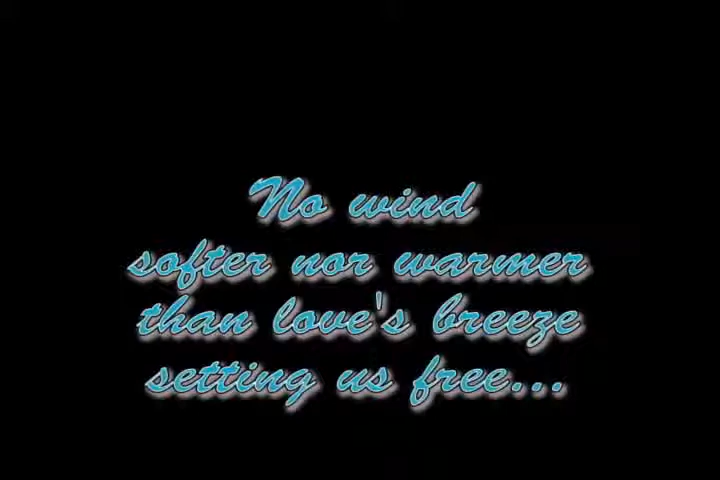 No wind
softer nor warmer
than love's breeze
setting us free...